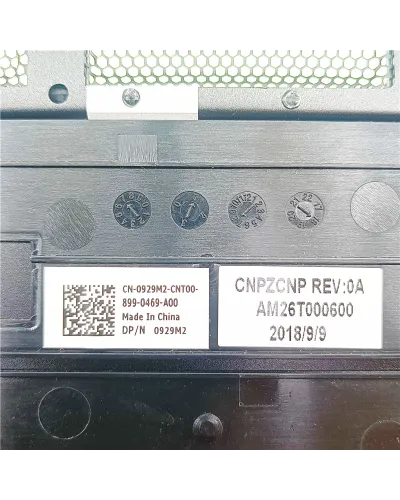 CN-0929M2-CNT00-
899-0469-A00
Made In China
DP/N 0929M2
CNPZCNP REV:0A
AM26T000600
2018/9/9